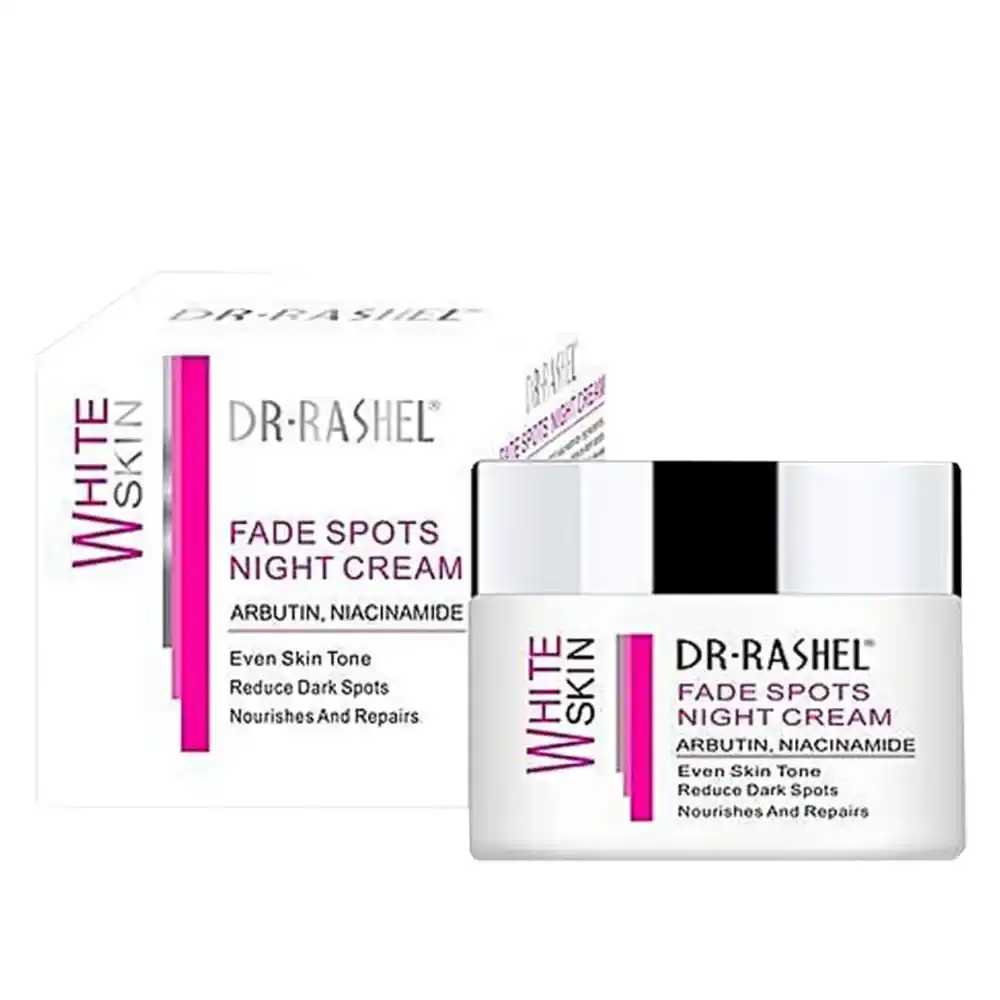 DR·RASHEL®
WHITE
SKIN
DR·RASHEL®
FADE SPOTS
NIGHT CREAM
ARBUTIN, NIACINAMIDE
Even Skin Tone
Reduce Dark Spots
Nourishes And Repairs
DR·RASHEL
FADE SPOTS NIGHT CREAM
WHITE
SKIN
DR·RASHEL®
FADE SPOTS
NIGHT CREAM
ARBUTIN, NIACINAMIDE
Even Skin Tone
Reduce Dark Spots
Nourishes And Repairs